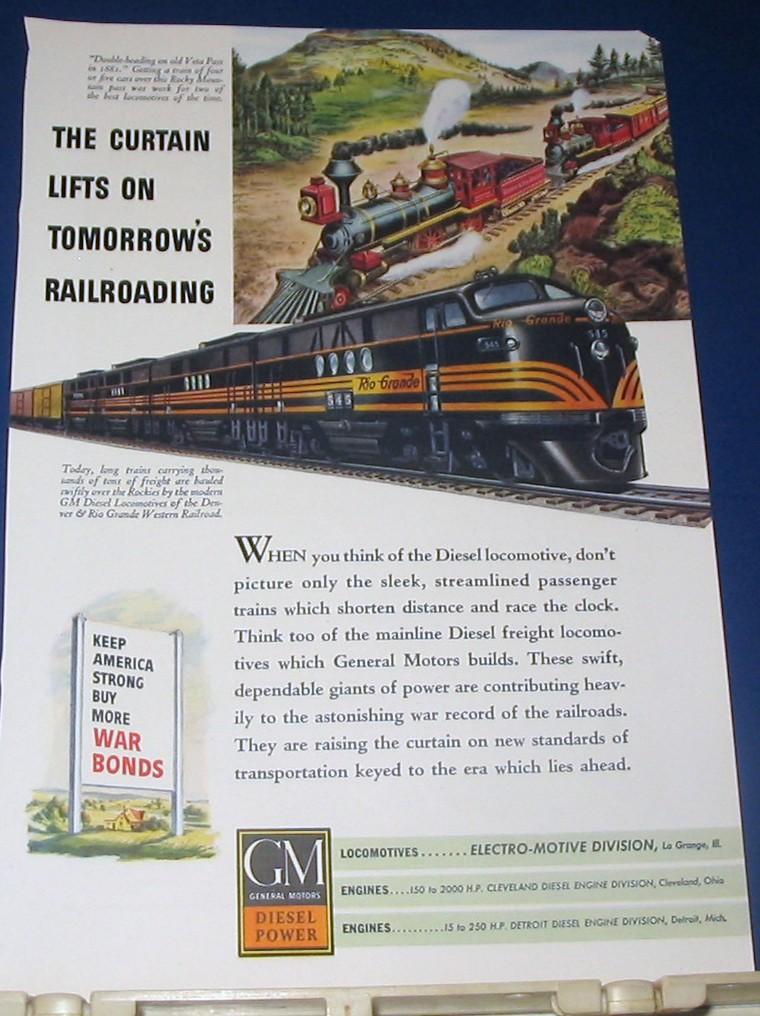 "Double-heading on old Veta Pass
in 1881." Getting a train of four
or five cars over this Rocky Moun-
tain pass was work for two of
the best locomotives of the time.
THE CURTAIN
LIFTS ON
TOMORROW'S
RAILROADING
Rio Grande
545
545
Rio Grande
545
Today, long trains carrying thou-
sands of tons of freight are hauled
swiftly over the Rockies by the modern
GM Diesel Locomotives of the Den-
ver & Rio Grande Western Railroad.
WHEN you think of the Diesel locomotive, don't
picture only the sleek, streamlined passenger
trains which shorten distance and race the clock.
Think too of the mainline Diesel freight locomo-
tives which General Motors builds. These swift,
dependable giants of power are contributing heav-
ily to the astonishing war record of the railroads.
They are raising the curtain on new standards of
transportation keyed to the era which lies ahead.
KEEP
AMERICA
STRONG
BUY
MORE
WAR
BONDS
GM
GENERAL MOTORS
DIESEL
POWER
LOCOMOTIVES.......ELECTRO-MOTIVE DIVISION, La Grange, Ill.
ENGINES....150 to 2000 H.P. CLEVELAND DIESEL ENGINE DIVISION, Cleveland, Ohio
ENGINES..........15 to 250 H.P. DETROIT DIESEL ENGINE DIVISION, Detroit, Mich.